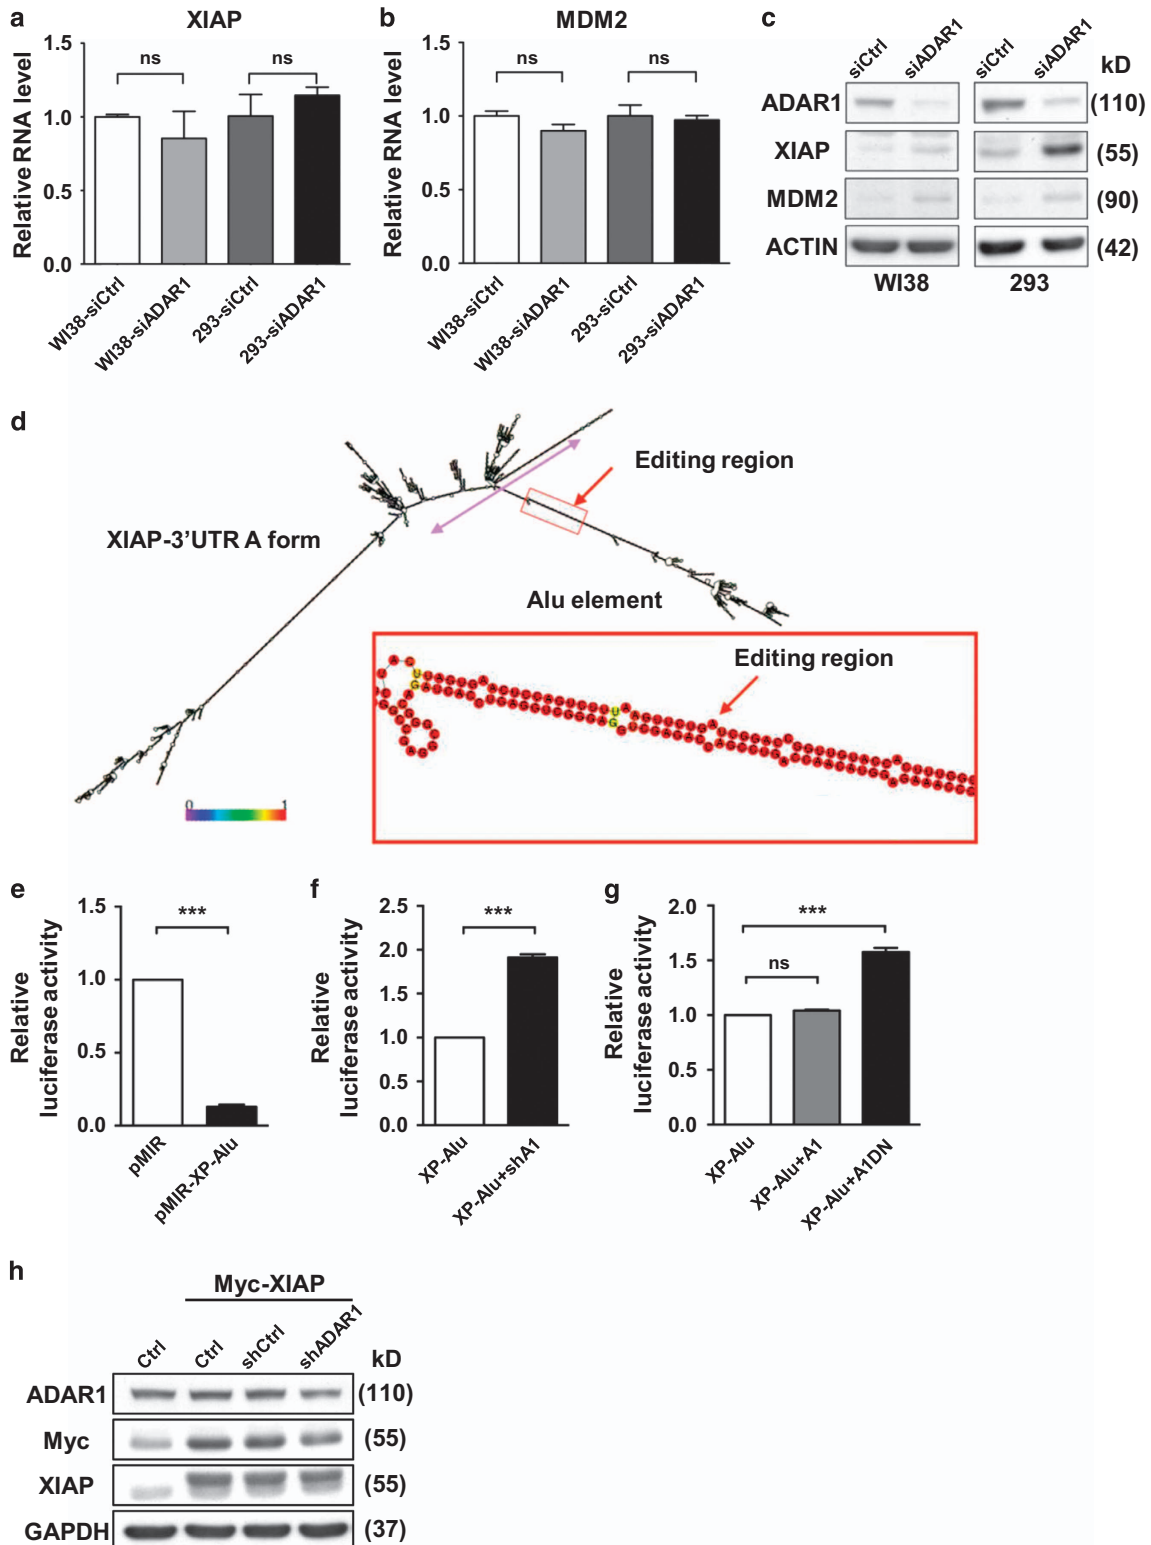 a
XIAP
Relative RNA level
1.5
1.0
0.5
0.0
ns
ns
WI38-siCtrl
WI38-siADAR1
293-siCtrl
293-siADAR1
b
MDM2
Relative RNA level
1.5
1.0
0.5
0.0
ns
ns
WI38-siCtrl
WI38-siADAR1
293-siCtrl
293-siADAR1
c
siCtrl
siADAR1
siCtrl
siADAR1
kD
ADAR1
(110)
XIAP
(55)
MDM2
(90)
ACTIN
(42)
WI38
293
d
Editing region
XIAP-3'UTR A form
Alu element
Editing region
0
1
e
Relative
luciferase activity
1.5
1.0
0.5
0.0
***
pMIR
pMIR-XP-Alu
f
Relative
luciferase activity
2.5
2.0
1.5
1.0
0.5
0.0
***
XP-Alu
XP-Alu+shA1
g
Relative
luciferase activity
2.0
1.5
1.0
0.5
0.0
***
ns
XP-Alu
XP-Alu+A1
XP-Alu+A1DN
h
Myc-XIAP
Ctrl
Ctrl
shCtrl
shADAR1
kD
ADAR1
(110)
Myc
(55)
XIAP
(55)
GAPDH
(37)